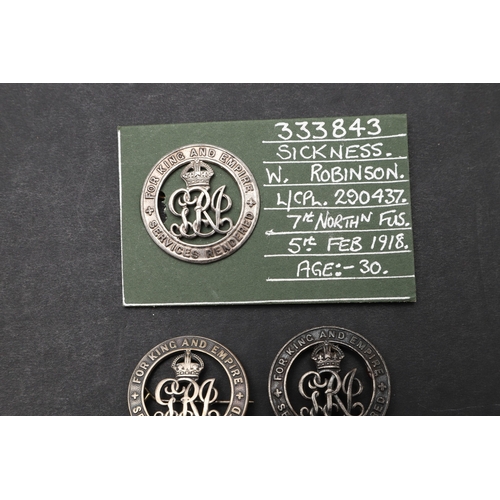 FOR KING AND EMPIRE
+ SERVICES RENDERED +
GRI
333843
SICKNESS.
W. ROBINSON.
L/CPL. 290437.
7TH NORTHN FUS.
5TH FEB 1918.
AGE:- 30.
FOR KING AND EMPIRE
GRI
FOR KING AND EMPIRE
GRI